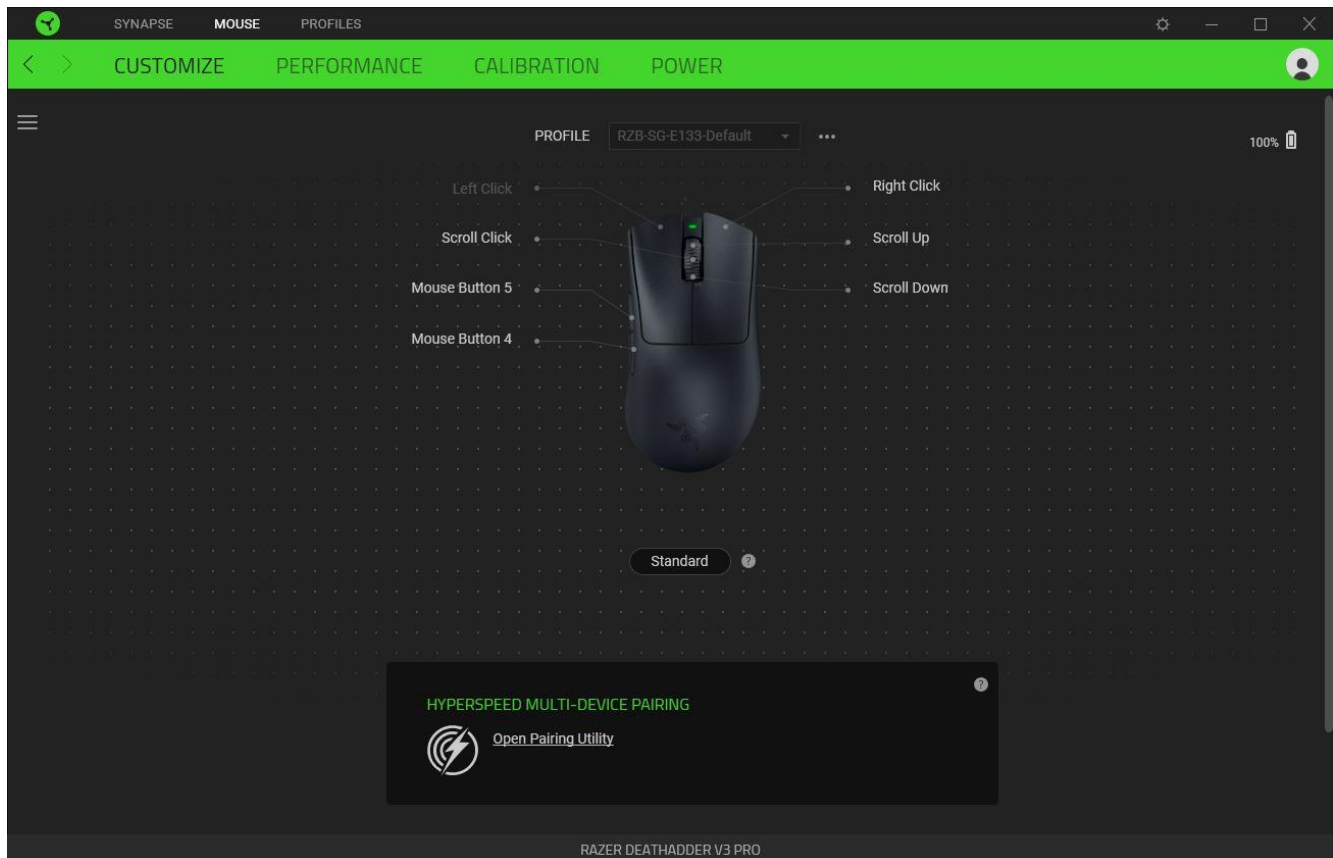 SYNAPSE MOUSE PROFILES
CUSTOMIZE PERFORMANCE CALIBRATION POWER
PROFILE RZB-SG-E133-Default
100%
Left Click
Right Click
Scroll Click
Scroll Up
Mouse Button 5
Scroll Down
Mouse Button 4
Standard ?
?
HYPERSPEED MULTI-DEVICE PAIRING
Open Pairing Utility
RAZER DEATHADDER V3 PRO